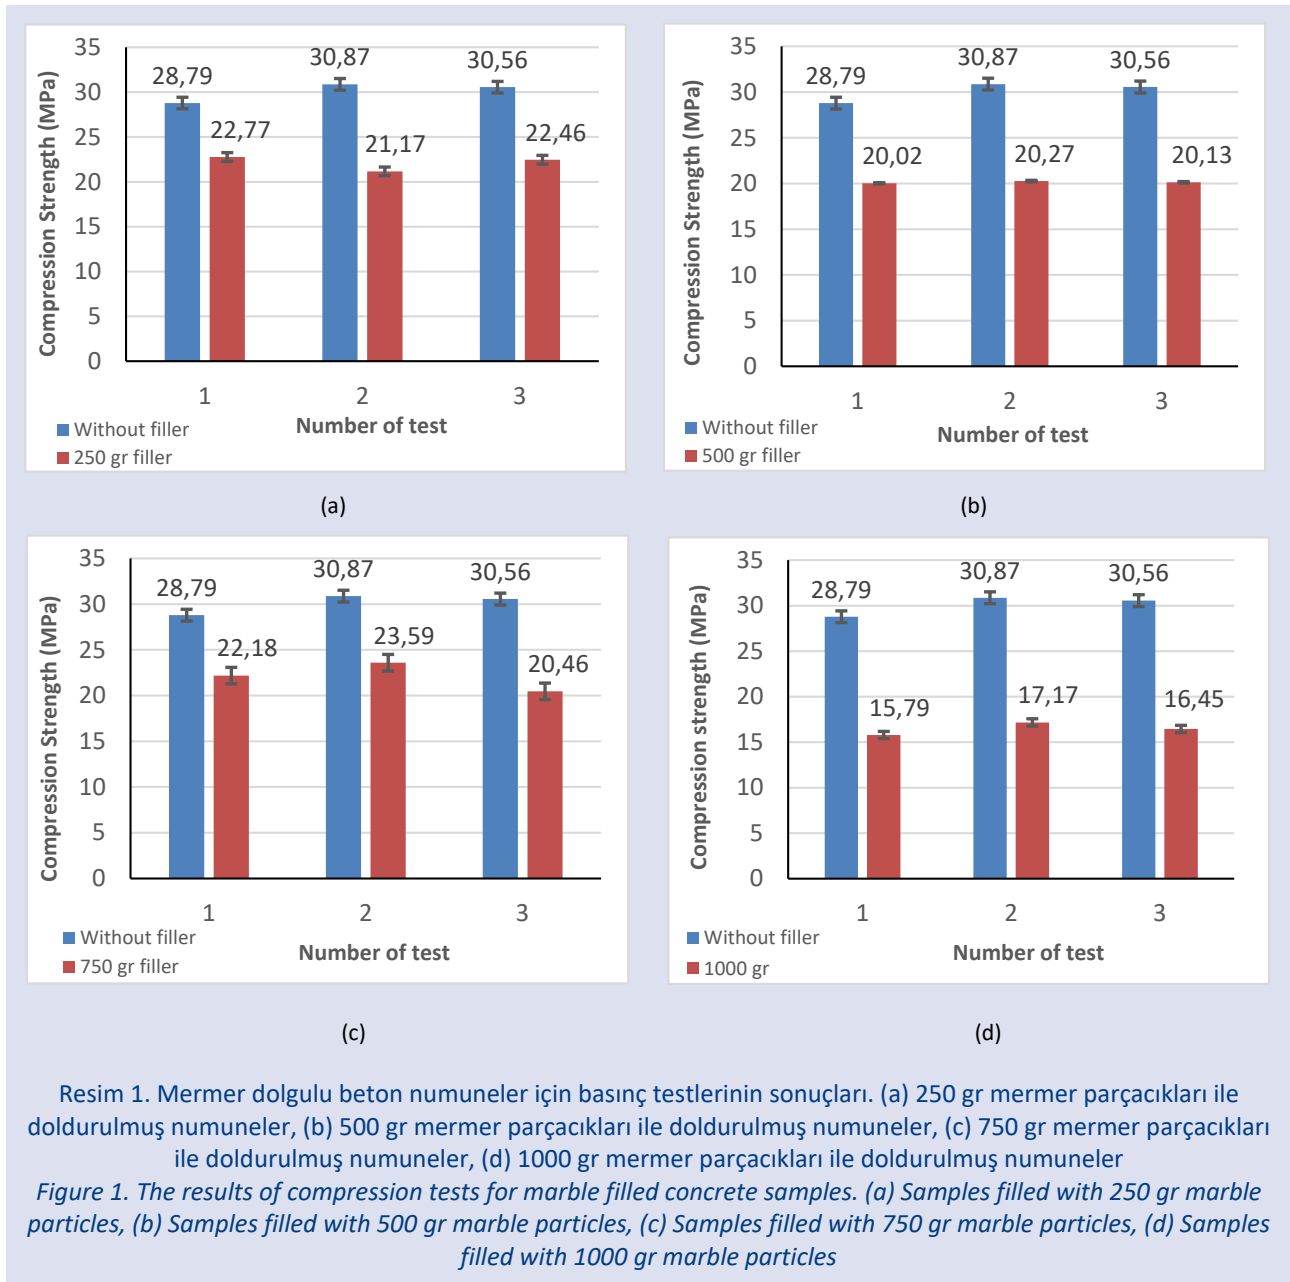 35
30
25
20
15
10
5
0
Compression Strength (MPa)
28,79
30,87
30,56
22,77
21,17
22,46
1 2 3
Number of test
Without filler
250 gr filler
(a)
35
30
25
20
15
10
5
0
Compression Strength (MPa)
28,79
30,87
30,56
20,02
20,27
20,13
1 2 3
Number of test
Without filler
500 gr filler
(b)
35
30
25
20
15
10
5
0
Compression Strength (MPa)
28,79
30,87
30,56
22,18
23,59
20,46
1 2 3
Number of test
Without filler
750 gr filler
(c)
35
30
25
20
15
10
5
0
Compression strength (MPa)
28,79
30,87
30,56
15,79
17,17
16,45
1 2 3
Number of test
Without filler
1000 gr
(d)
Resim 1. Mermer dolgulu beton numuneler için basınç testlerinin sonuçları. (a) 250 gr mermer parçacıkları ile
doldurulmuş numuneler, (b) 500 gr mermer parçacıkları ile doldurulmuş numuneler, (c) 750 gr mermer parçacıkları
ile doldurulmuş numuneler, (d) 1000 gr mermer parçacıkları ile doldurulmuş numuneler
Figure 1. The results of compression tests for marble filled concrete samples. (a) Samples filled with 250 gr marble
particles, (b) Samples filled with 500 gr marble particles, (c) Samples filled with 750 gr marble particles, (d) Samples
filled with 1000 gr marble particles